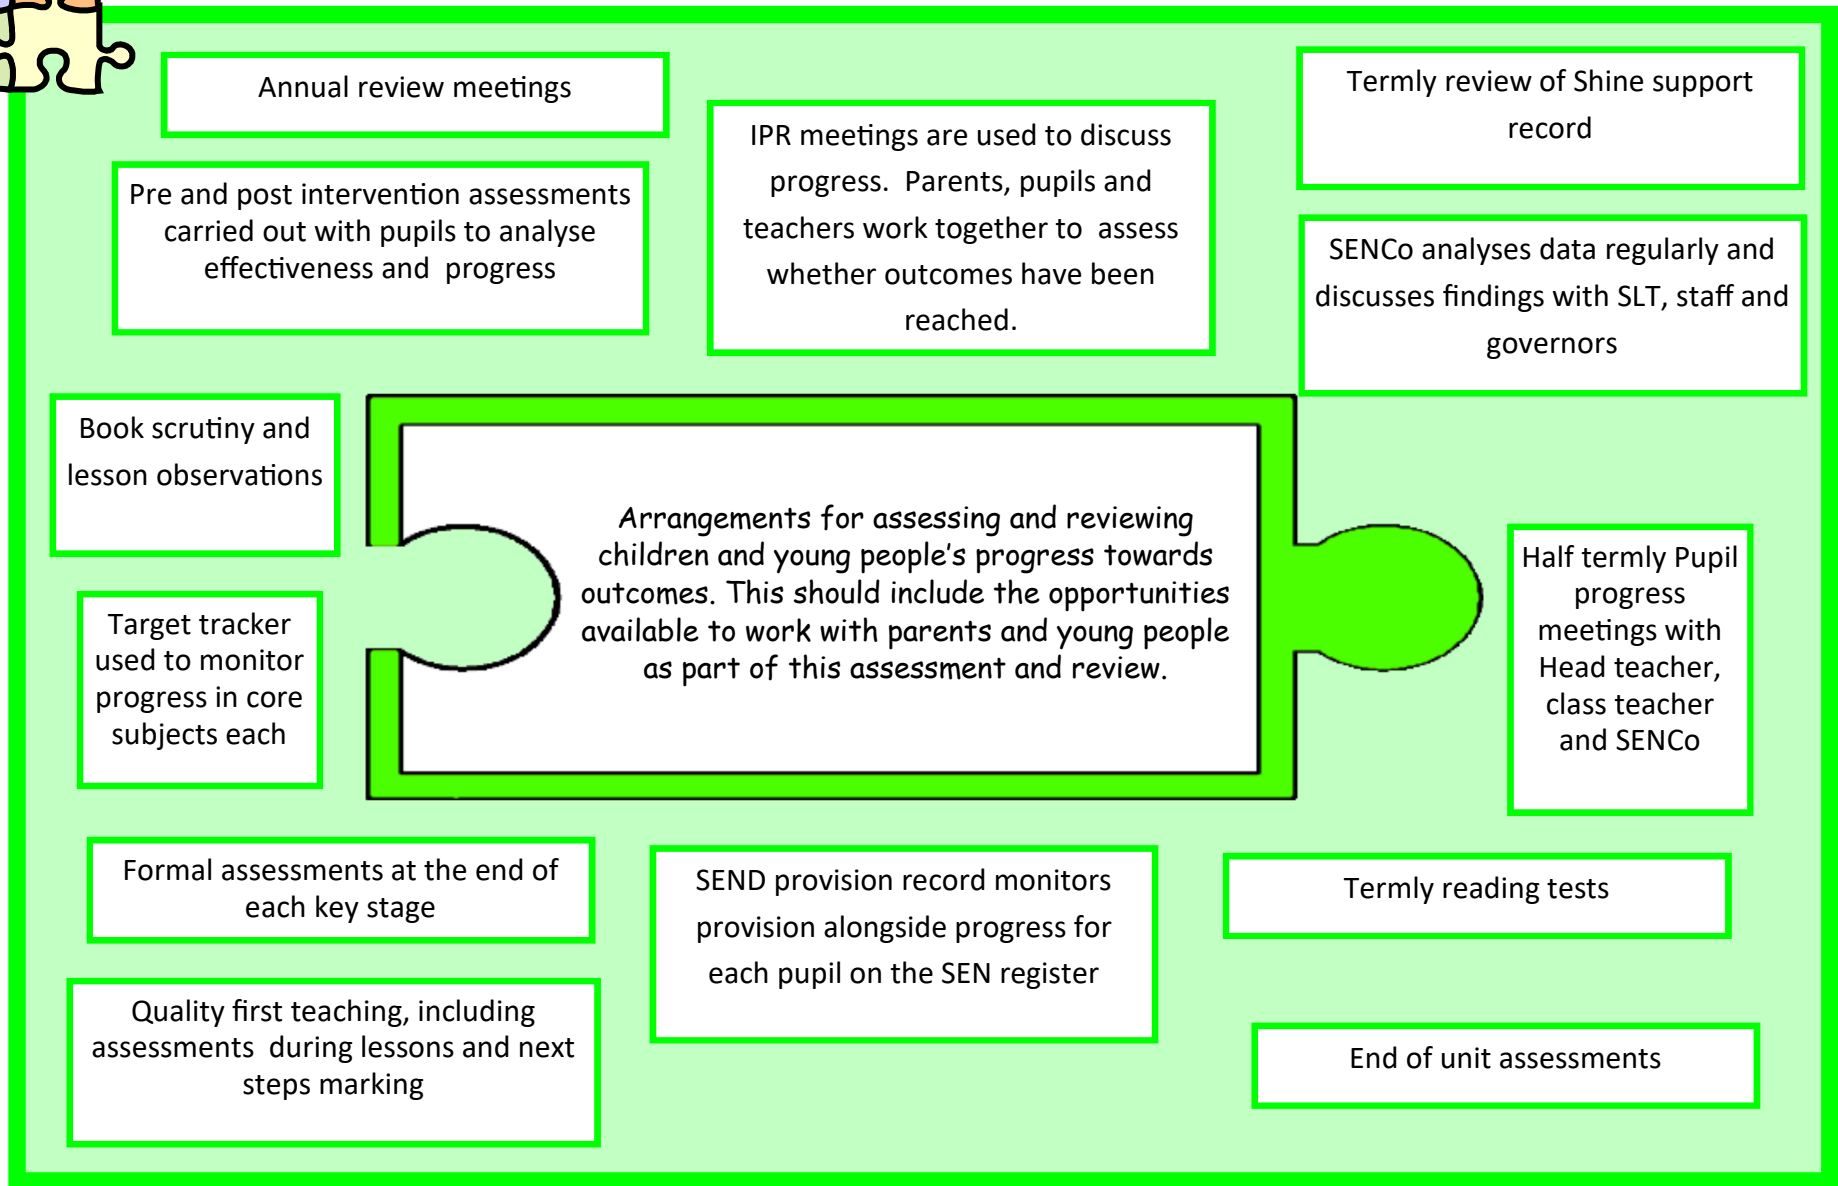 Annual review meetings
Termly review of Shine support
record
IPR meetings are used to discuss
progress.  Parents, pupils and
teachers work together to  assess
whether outcomes have been
reached.
Pre and post intervention assessments
carried out with pupils to analyse
effectiveness and  progress
SENCo analyses data regularly and
discusses findings with SLT, staff and
governors
Book scrutiny and
lesson observations
Arrangements for assessing and reviewing
children and young people's progress towards
outcomes. This should include the opportunities
available to work with parents and young people
as part of this assessment and review.
Target tracker
used to monitor
progress in core
subjects each
Half termly Pupil
progress
meetings with
Head teacher,
class teacher
and SENCo
Formal assessments at the end of
each key stage
SEND provision record monitors
provision alongside progress for
each pupil on the SEN register
Termly reading tests
Quality first teaching, including
assessments  during lessons and next
steps marking
End of unit assessments